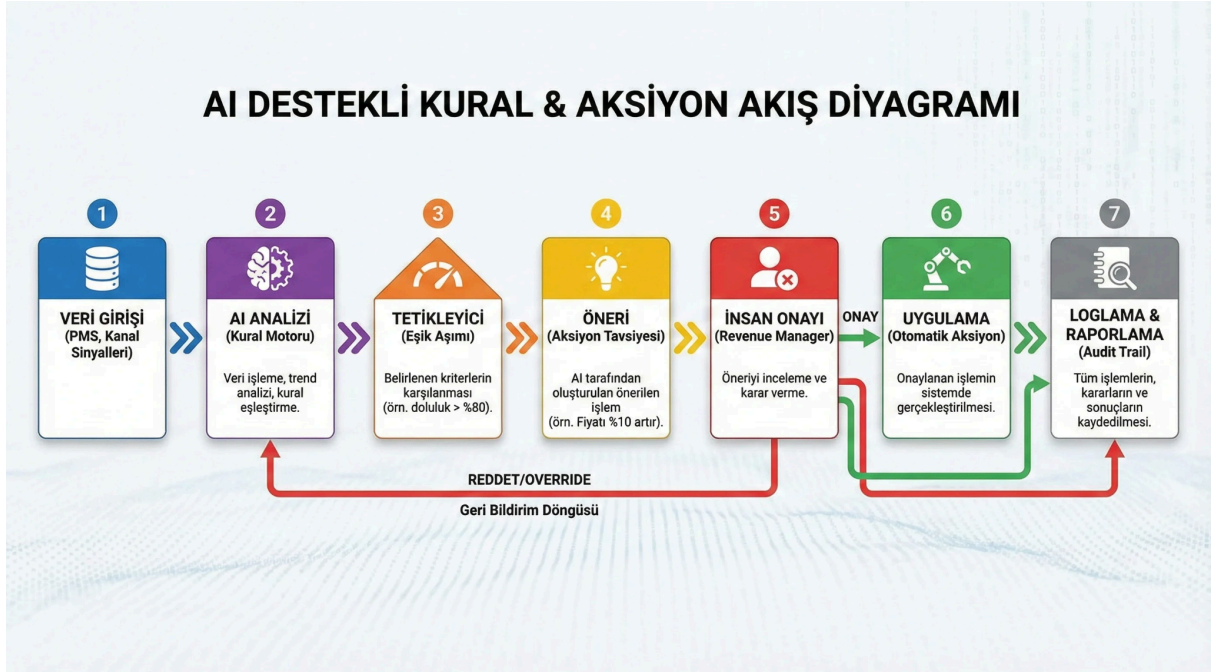 AI DESTEKLİ KURAL & AKSİYON AKIŞ DİYAGRAMI
1
VERİ GİRİŞİ
(PMS, Kanal
Sinyalleri)
2
AI ANALİZİ
(Kural Motoru)
Veri işleme, trend
analizi, kural
eşleştirme.
3
TETİKLEYİCİ
(Eşik Aşımı)
Belirlenen kriterlerin
karşılanması
(örn. doluluk > %80).
4
ÖNERİ
(Aksiyon Tavsiyesi)
AI tarafından
oluşturulan önerilen
işlem
(örn. Fiyatı %10 artır).
5
İNSAN ONAYI
(Revenue Manager)
Öneriyi inceleme ve
karar verme.
ONAY
6
UYGULAMA
(Otomatik Aksiyon)
Onaylanan işlemin
sistemde
gerçekleştirilmesi.
7
LOGLAMA &
RAPORLAMA
(Audit Trail)
Tüm işlemlerin,
kararların ve
sonuçların
kaydedilmesi.
REDDET/OVERRIDE
Geri Bildirim Döngüsü